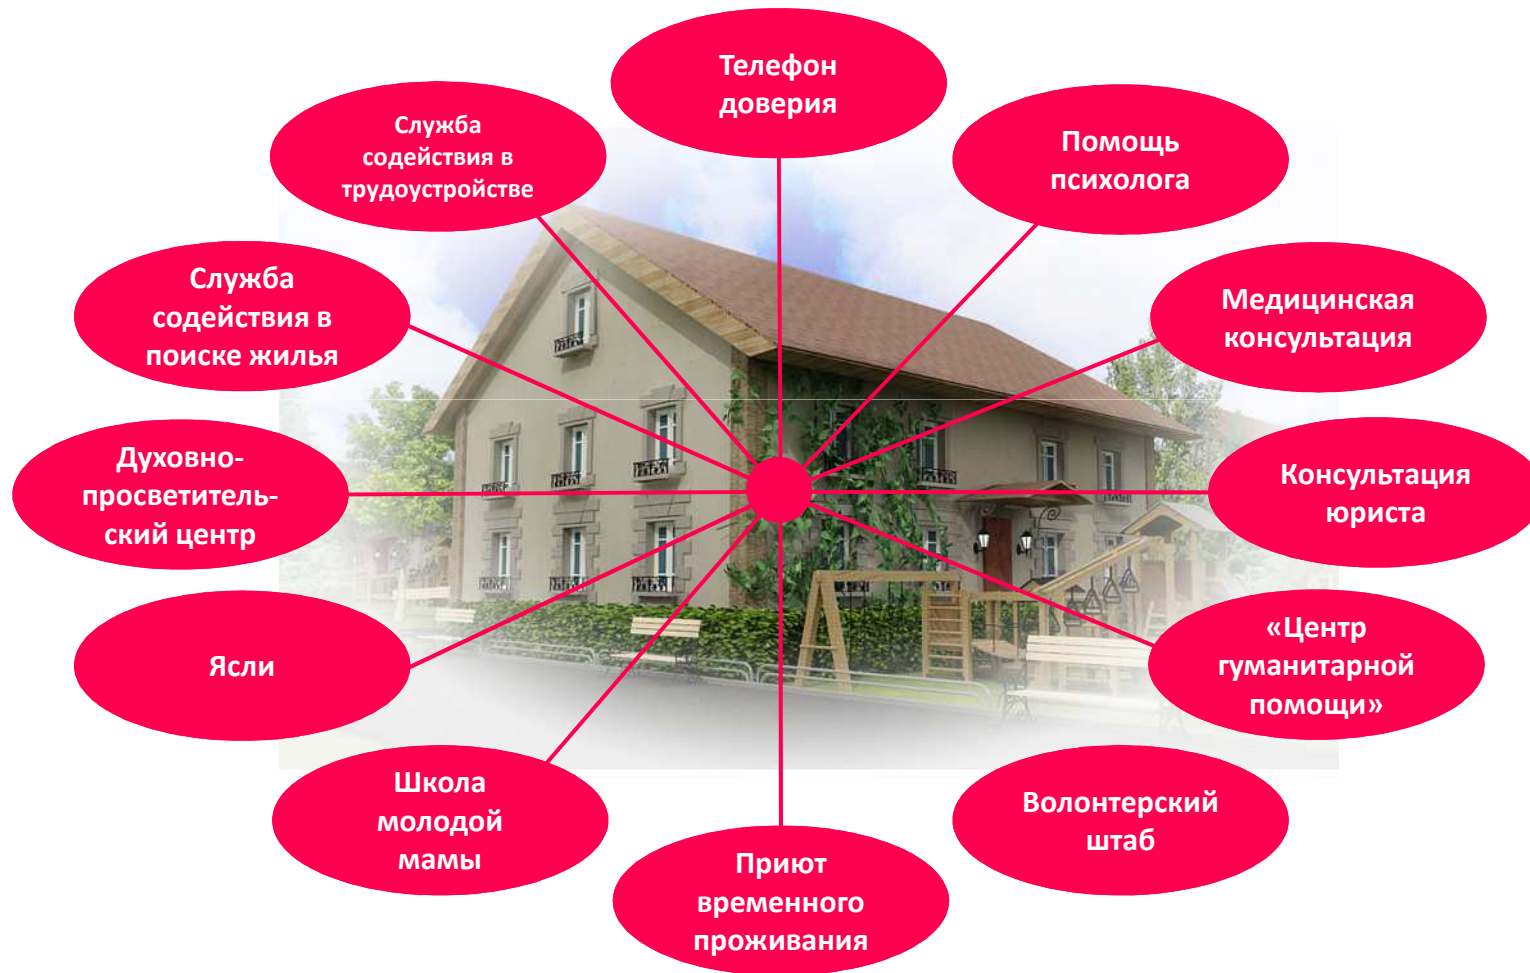 Телефон
доверия
Помощь
психолога
Медицинская
консультация
Консультация
юриста
«Центр
гуманитарной
помощи»
Волонтерский
штаб
Приют
временного
проживания
Школа
молодой
мамы
Ясли
Духовно-
просветитель-
ский центр
Служба
содействия в
поиске жилья
Служба
содействия в
трудоустройстве